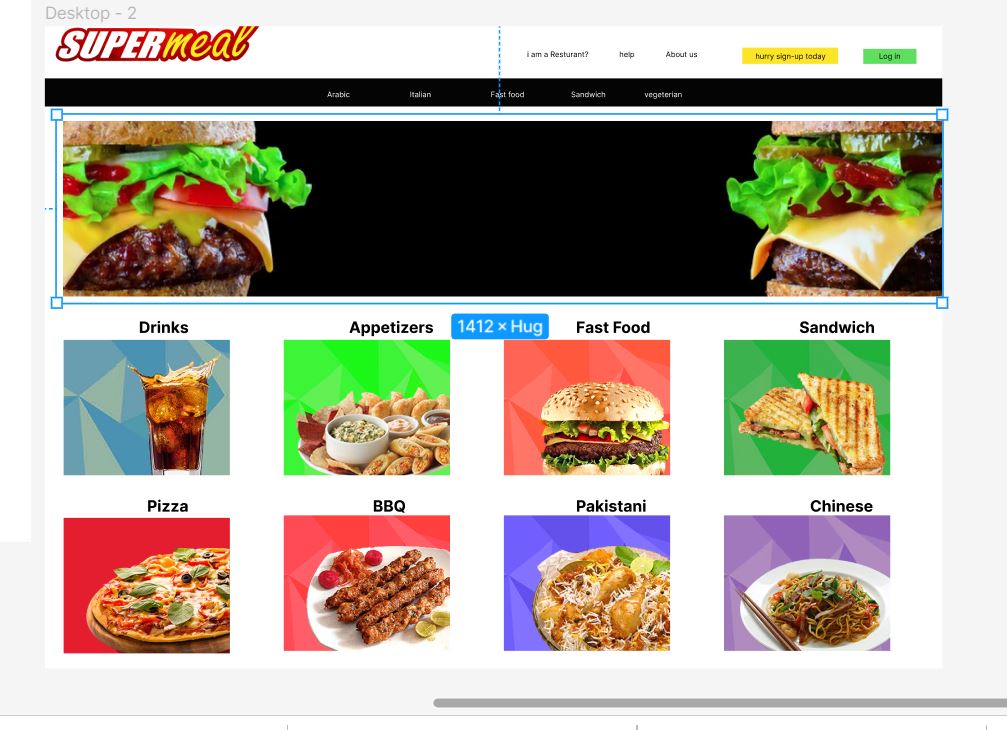 Desktop - 2
SUPERmeal
i am a Resturant? help About us hurry sign-up today Log in
Arabic Italian Fast food Sandwich vegeterian
Drinks Appetizers 1412 × Hug Fast Food Sandwich
Pizza BBQ Pakistani Chinese